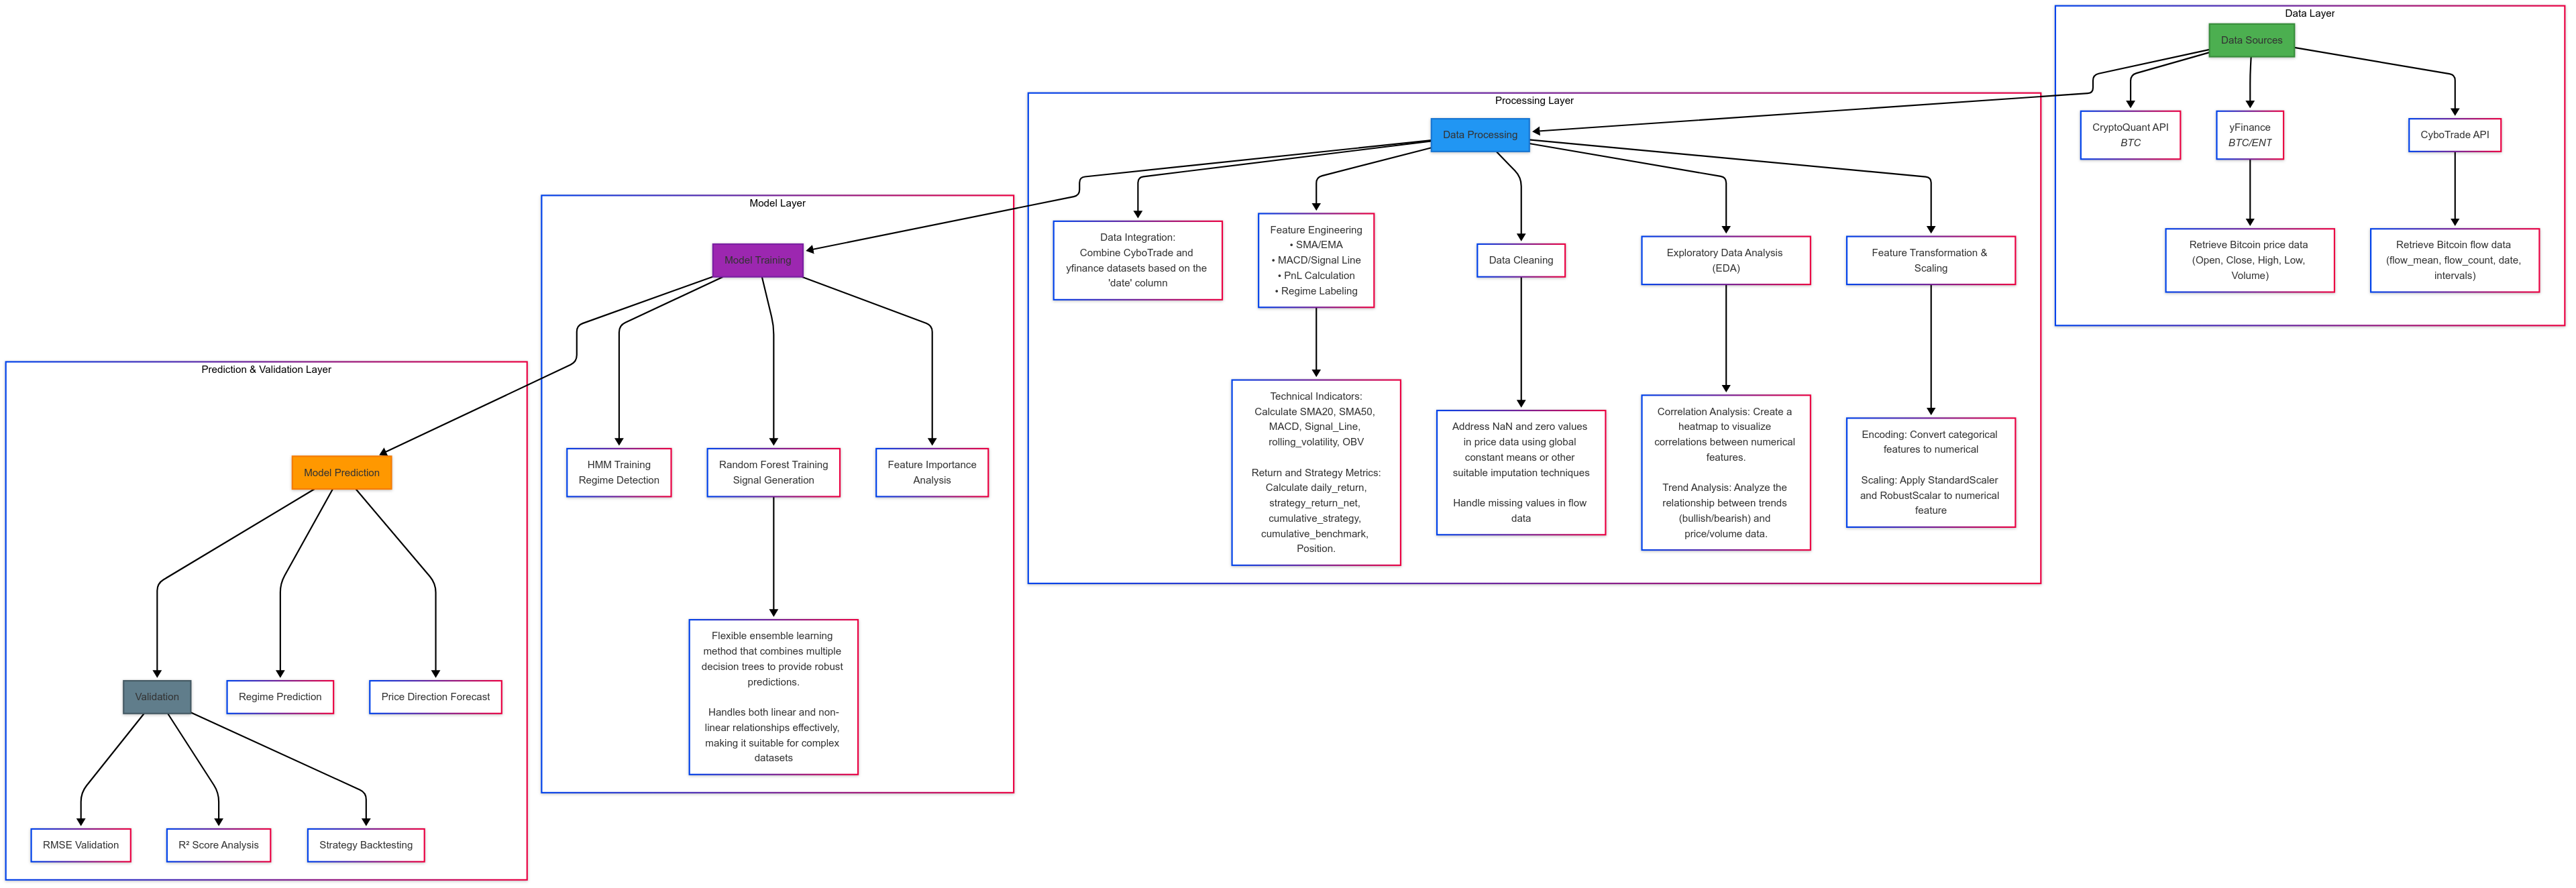 Data Layer
Data Sources
CryptoQuant API
BTC
yFinance
BTC/ENT
CyboTrade API
Retrieve Bitcoin price data
(Open, Close, High, Low,
Volume)
Retrieve Bitcoin flow data
(flow_mean, flow_count, date,
intervals)
Processing Layer
Data Processing
Data Integration:
Combine CyboTrade and
yfinance datasets based on the
'date' column
Feature Engineering
• SMA/EMA
• MACD/Signal Line
• PnL Calculation
• Regime Labeling
Data Cleaning
Exploratory Data Analysis
(EDA)
Feature Transformation &
Scaling
Technical Indicators:
Calculate SMA20, SMA50,
MACD, Signal_Line,
rolling_volatility, OBV
Return and Strategy Metrics:
Calculate daily_return,
strategy_return_net,
cumulative_strategy,
cumulative_benchmark,
Position.
Address NaN and zero values
in price data using global
constant means or other
suitable imputation techniques
Handle missing values in flow
data
Correlation Analysis: Create a
heatmap to visualize
correlations between numerical
features.
Trend Analysis: Analyze the
relationship between trends
(bullish/bearish) and
price/volume data.
Encoding: Convert categorical
features to numerical
Scaling: Apply StandardScaler
and RobustScalar to numerical
feature
Model Layer
Model Training
HMM Training
Regime Detection
Random Forest Training
Signal Generation
Feature Importance
Analysis
Flexible ensemble learning
method that combines multiple
decision trees to provide robust
predictions.
Handles both linear and non-
linear relationships effectively,
making it suitable for complex
datasets
Prediction & Validation Layer
Model Prediction
Validation
Regime Prediction
Price Direction Forecast
RMSE Validation
R² Score Analysis
Strategy Backtesting